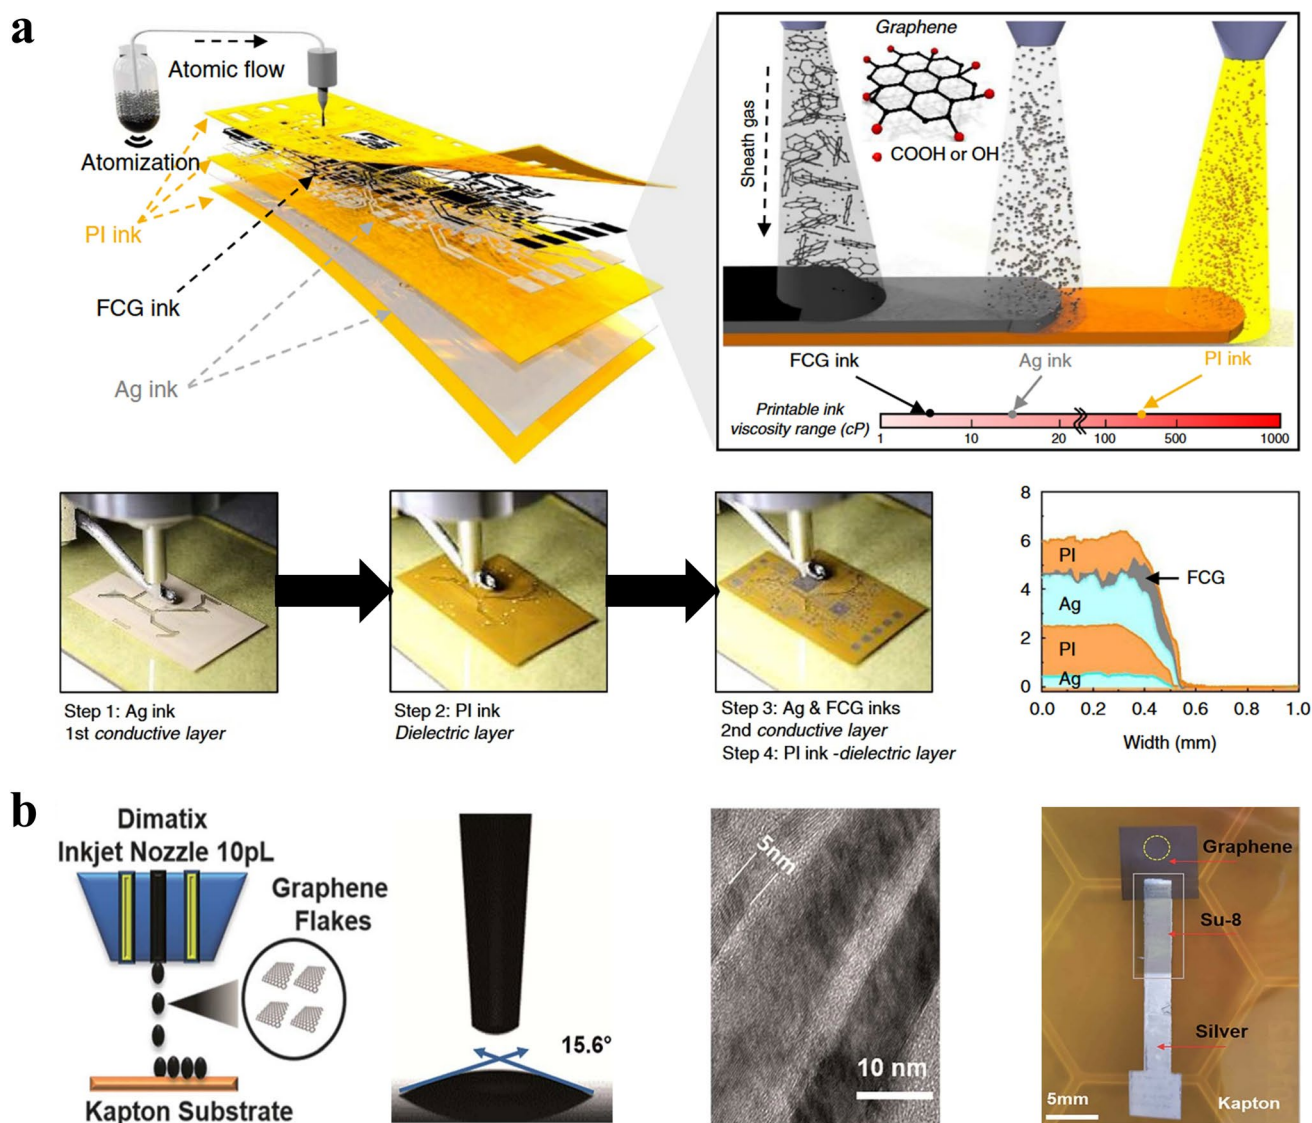 a
Atomic flow
Atomization
PI ink
FCG ink
Ag ink
Graphene
Sheath gas
COOH or OH
FCG ink
Ag ink
PI ink
Printable ink
viscosity range (cP)
1 10 20 100 500 1000
Step 1: Ag ink
1st conductive layer
Step 2: PI ink
Dielectric layer
Step 3: Ag & FCG inks
2nd conductive layer
Step 4: PI ink -dielectric layer
8
6
4
2
0
PI
FCG
Ag
PI
Ag
0.0 0.2 0.4 0.6 0.8 1.0
Width (mm)
b
Dimatix
Inkjet Nozzle 10pL
Graphene
Flakes
Kapton Substrate
15.6°
5nm
10 nm
Graphene
Su-8
Silver
5mm
Kapton